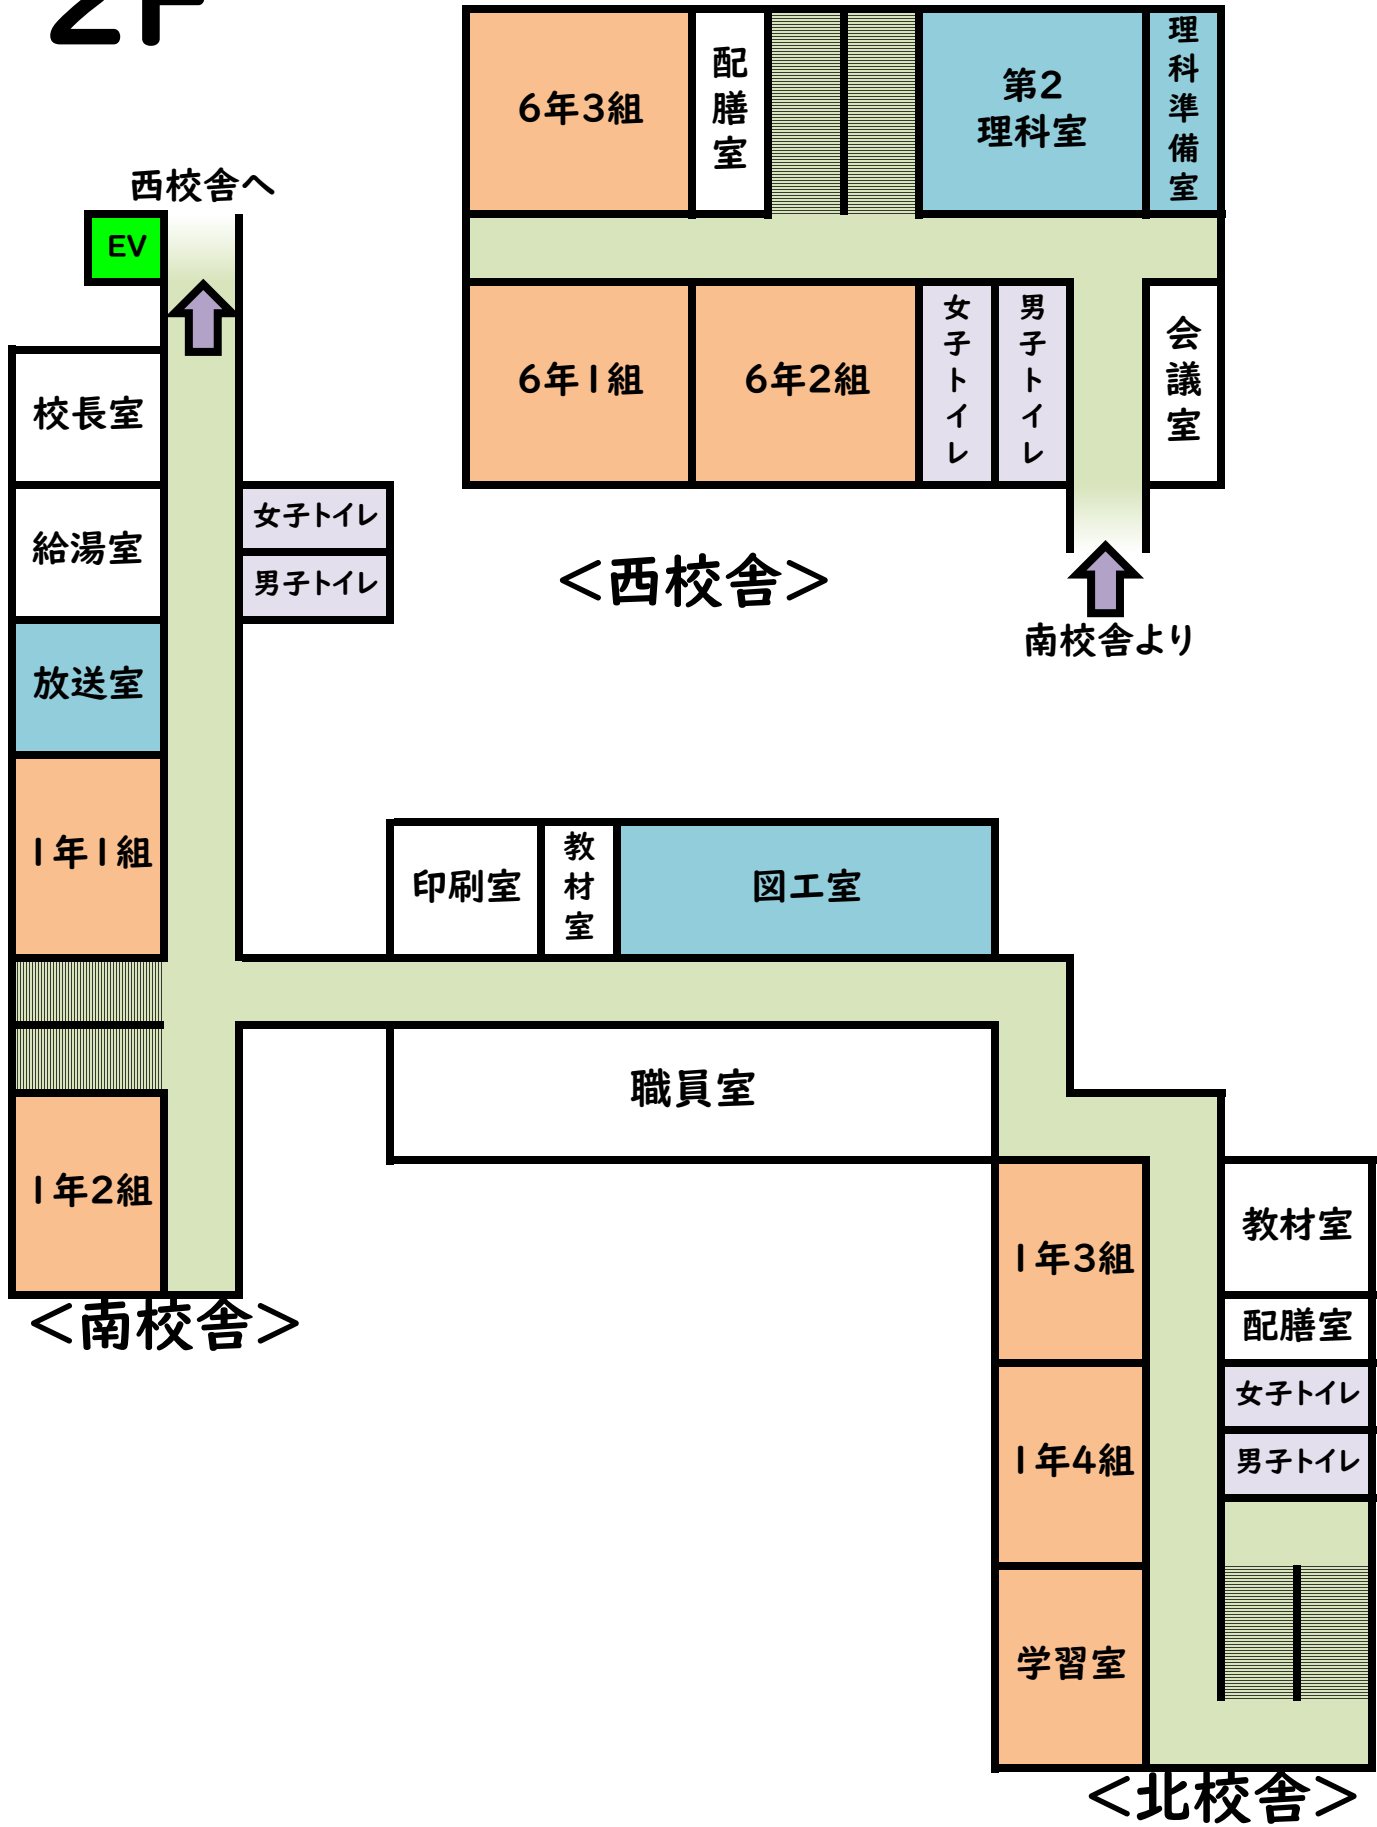 2F
6年3組
配膳室
第2
理科室
理科準備室
西校舎へ
EV
6年1組
6年2組
女子トイレ
男子トイレ
会議室
校長室
給湯室
女子トイレ
男子トイレ
<西校舎>
南校舎より
放送室
1年1組
印刷室
教材室
図工室
職員室
1年2組
<南校舎>
1年3組
教材室
配膳室
女子トイレ
1年4組
男子トイレ
学習室
<北校舎>